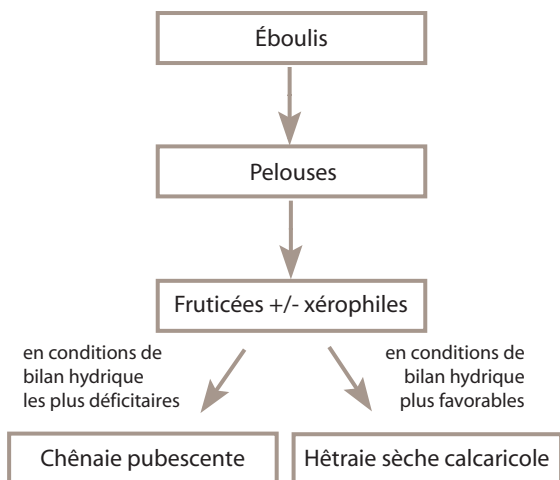 Éboulis
Pelouses
Fruticées +/- xérophiles
en conditions de
bilan hydrique
les plus déficitaires
en conditions de
bilan hydrique
plus favorables
Chênaie pubescente
Hêtraie sèche calcaricole